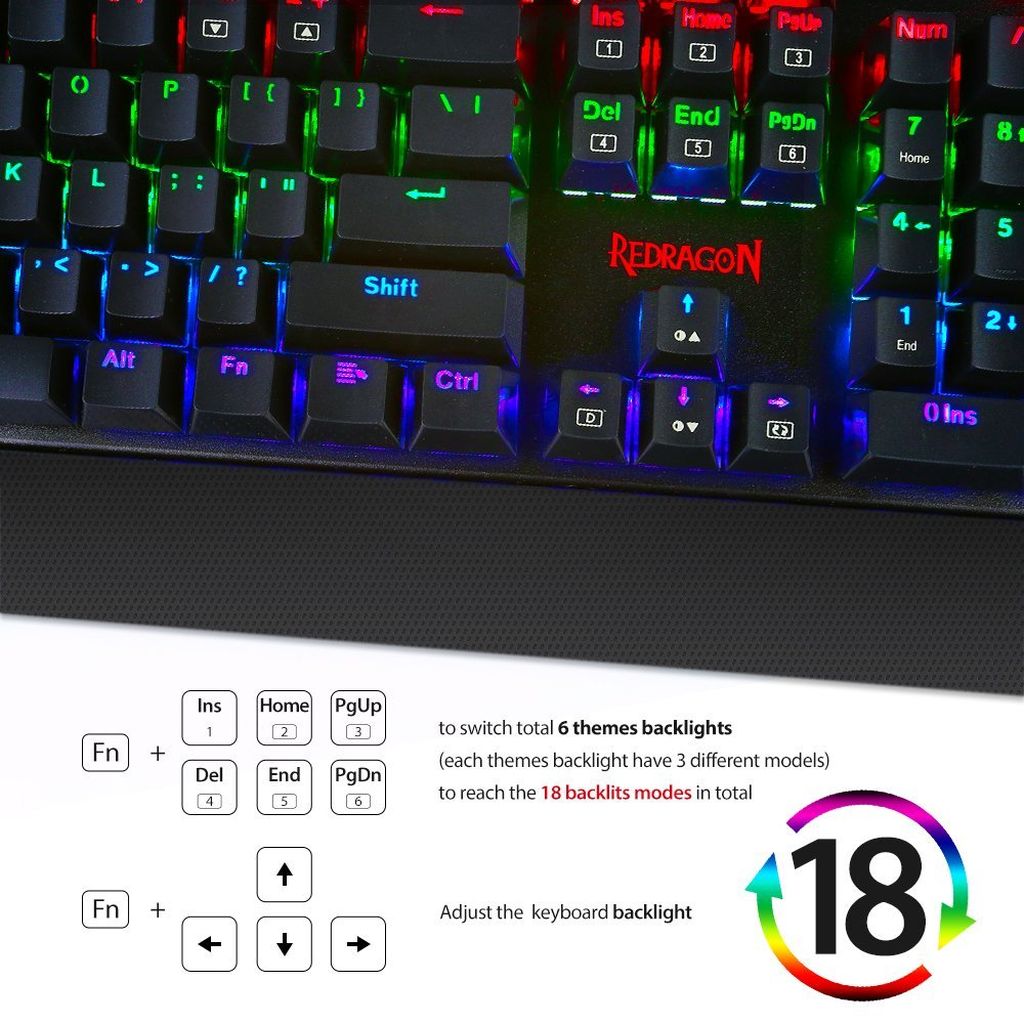 Ins Home PgUp Num /
1 2 3
O P [ { ] } \ |
Del End PgDn 7 8
4 5 6 Home
K L ; : ' "
4 5
REDRAGON
, < . > / ? Shift
1 2
End
Alt Fn Ctrl
D
0 Ins
Ins Home PgUp
1 2 3
Fn +
Del End PgDn
4 5 6
to switch total 6 themes backlights
(each themes backlight have 3 different models)
to reach the 18 backlits modes in total
18
Fn +
Adjust the keyboard backlight